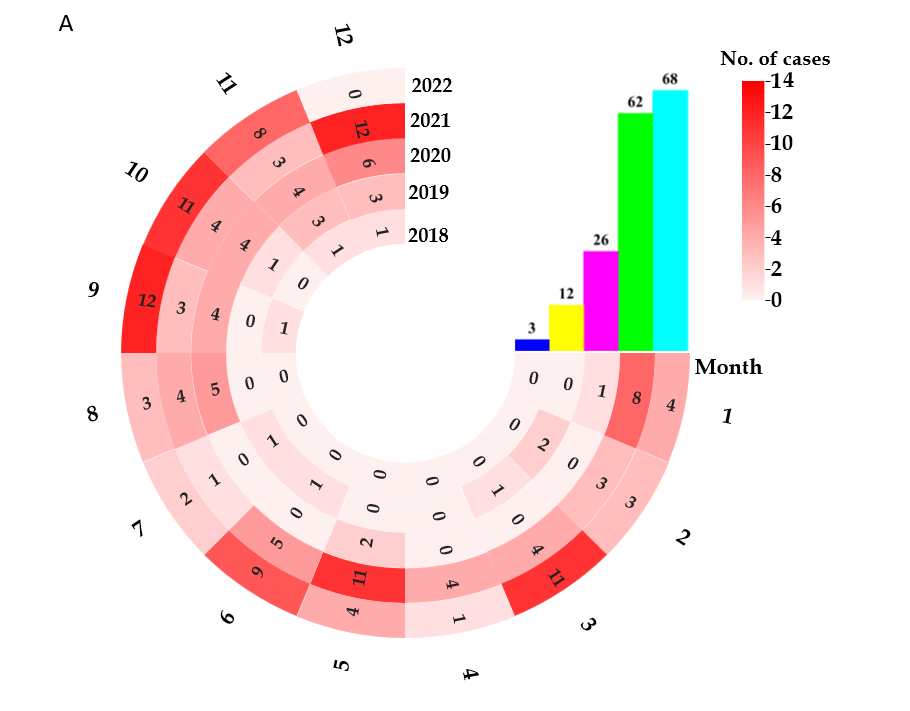 A
No. of cases
14
12
10
8
6
4
2
0
3
12
26
62
68
2022
2021
2020
2019
2018
Month
1
2
3
4
5
6
7
8
9
10
11
12
0 0 1 8 4
0 2 0 3 3
0 1 0 4 11
0 0 0 4 1
0 0 2 11 4
0 1 0 5 9
0 1 0 1 2
0 0 5 4 3
1 0 4 3 12
0 1 4 4 11
1 3 4 3 8
1 3 6 12 0